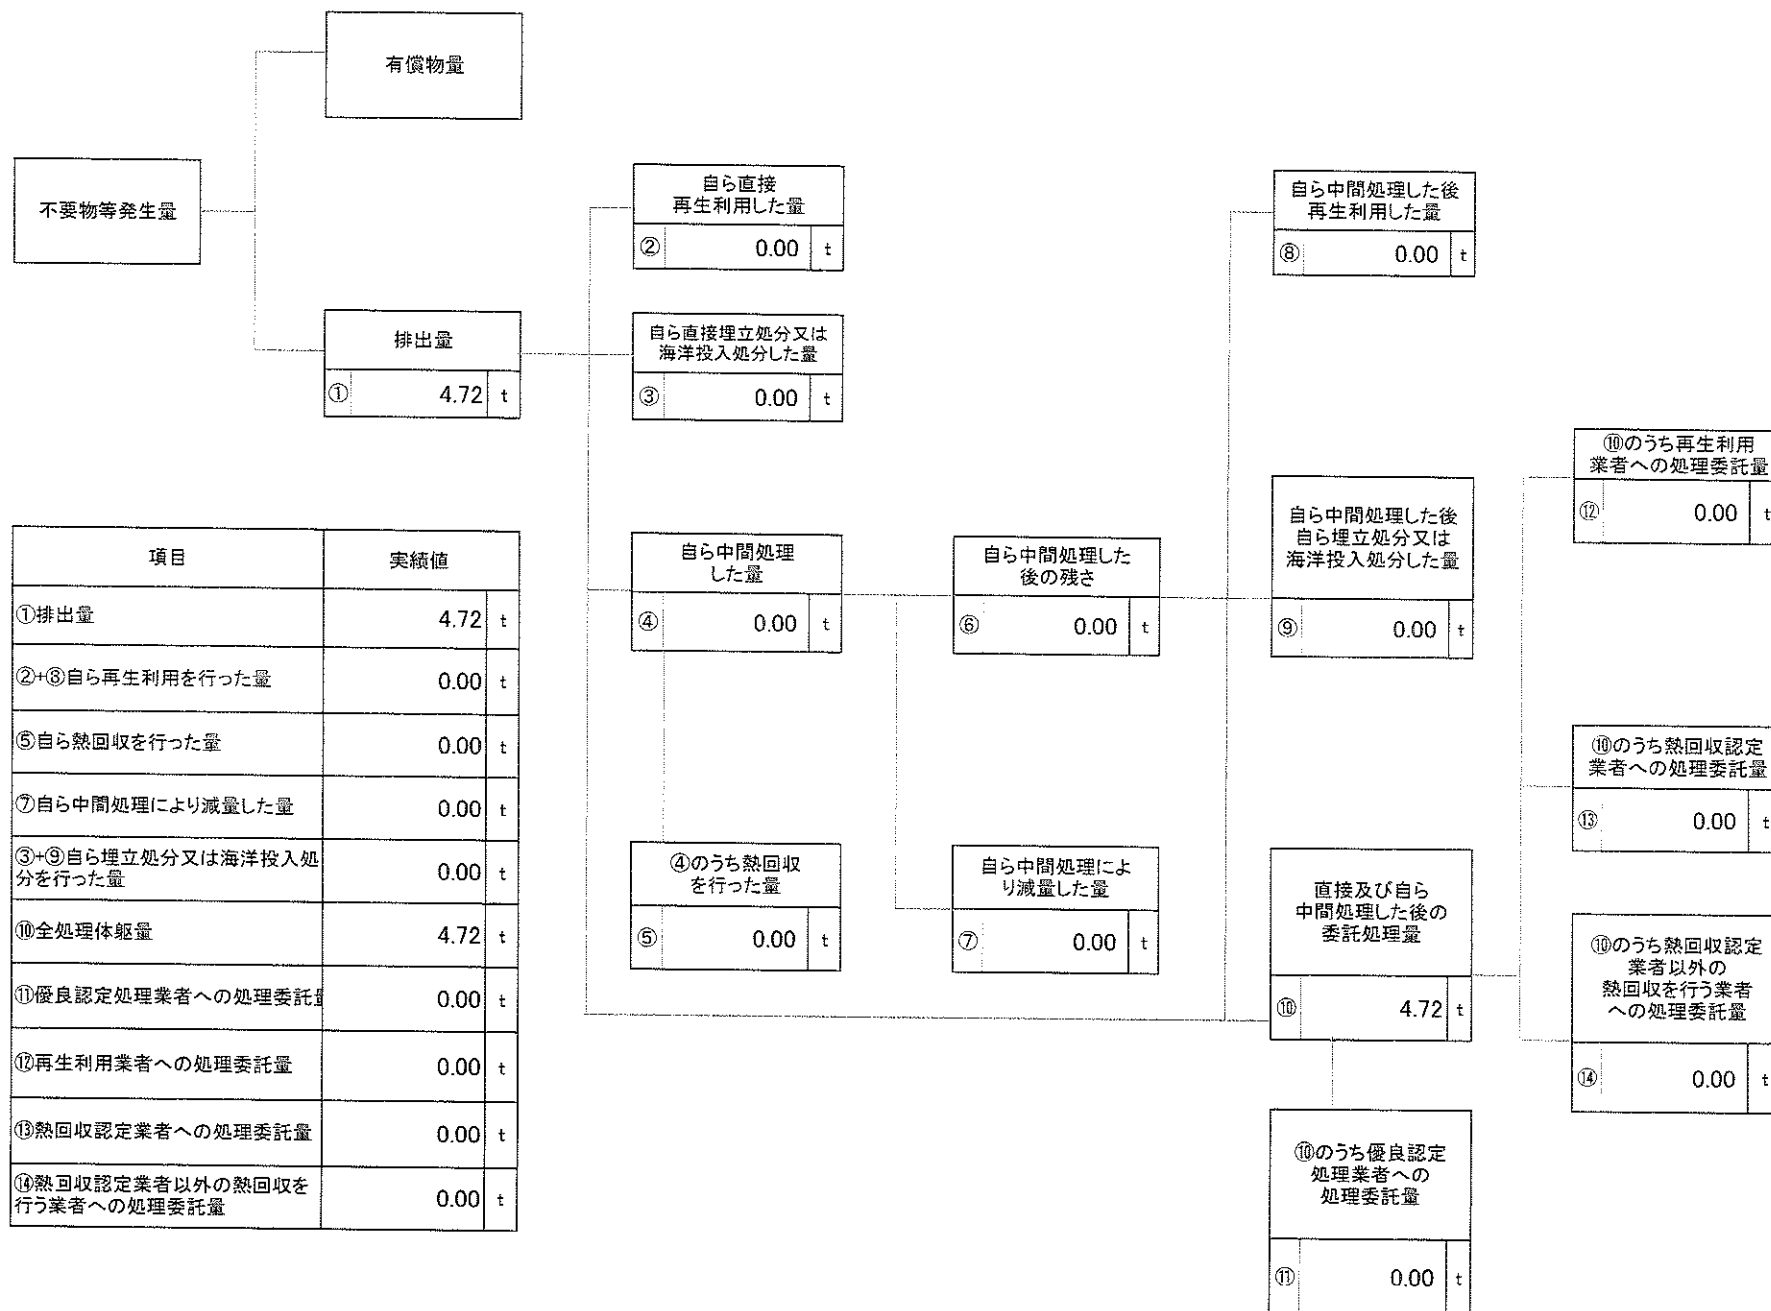 有償物量
不要物等発生量
排出量
① 4.72 t
自ら直接
再生利用した量
② 0.00 t
自ら直接埋立処分又は
海洋投入処分した量
③ 0.00 t
自ら中間処理
した量
④ 0.00 t
④のうち熱回収
を行った量
⑤ 0.00 t
自ら中間処理した
後の残さ
⑥ 0.00 t
自ら中間処理によ
り減量した量
⑦ 0.00 t
自ら中間処理した後
再生利用した量
⑧ 0.00 t
自ら中間処理した後
自ら埋立処分又は
海洋投入処分した量
⑨ 0.00 t
直接及び自ら
中間処理した後の
委託処理量
⑩ 4.72 t
⑩のうち優良認定
処理業者への
処理委託量
⑪ 0.00 t
⑩のうち再生利用
業者への処理委託量
⑫ 0.00 t
⑩のうち熱回収認定
業者への処理委託量
⑬ 0.00 t
⑩のうち熱回収認定
業者以外の
熱回収を行う業者
への処理委託量
⑭ 0.00 t
項目 実績値
①排出量 4.72 t
②+⑧自ら再生利用を行った量 0.00 t
⑤自ら熱回収を行った量 0.00 t
⑦自ら中間処理により減量した量 0.00 t
③+⑨自ら埋立処分又は海洋投入処
分を行った量 0.00 t
⑩全処理体躯量 4.72 t
⑪優良認定処理業者への処理委託量 0.00 t
⑫再生利用業者への処理委託量 0.00 t
⑬熱回収認定業者への処理委託量 0.00 t
⑭熱回収認定業者以外の熱回収を
行う業者への処理委託量 0.00 t